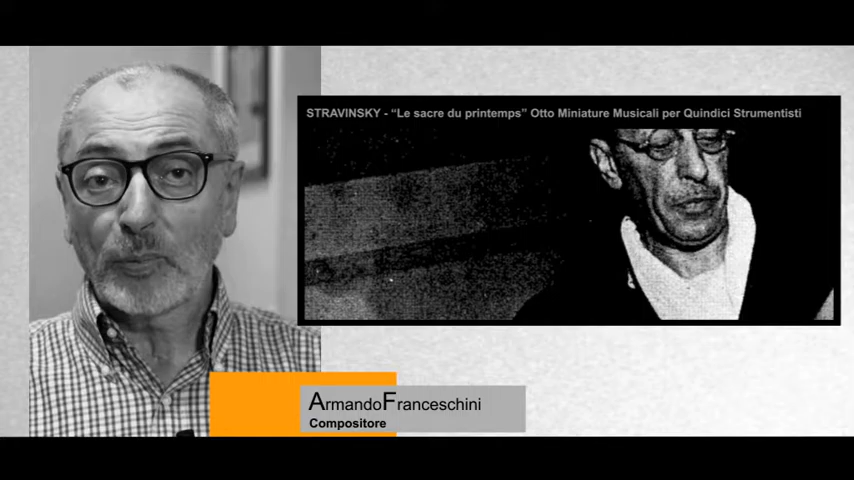 STRAVINSKY - “Le sacre du printemps” Otto Miniature Musicali per Quindici Strumentisti
ArmandoFranceschini
Compositore